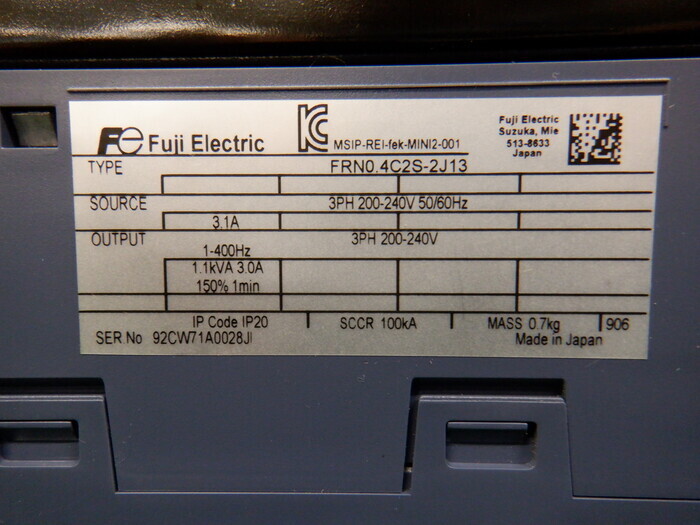 Fe Fuji Electric
KC
MSIP-REI-fek-MINI2-001
Fuji Electric
Suzuka, Mie
513-8633
Japan
TYPE FRN0.4C2S-2J13
SOURCE 3PH 200-240V 50/60Hz
3.1A
OUTPUT 3PH 200-240V
1-400Hz
1.1kVA 3.0A
150% 1min
IP Code IP20 SCCR 100kA MASS 0.7kg 906
SER.No 92CW71A0028JI Made in Japan